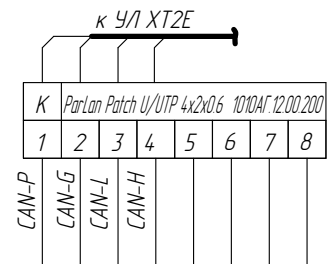 к УЛ XT2E
К ParLan Patch U/UTP 4x2x0.6 1010АГ.12.00.200
1 2 3 4 5 6 7 8
CAN-P
CAN-G
CAN-L
CAN-H